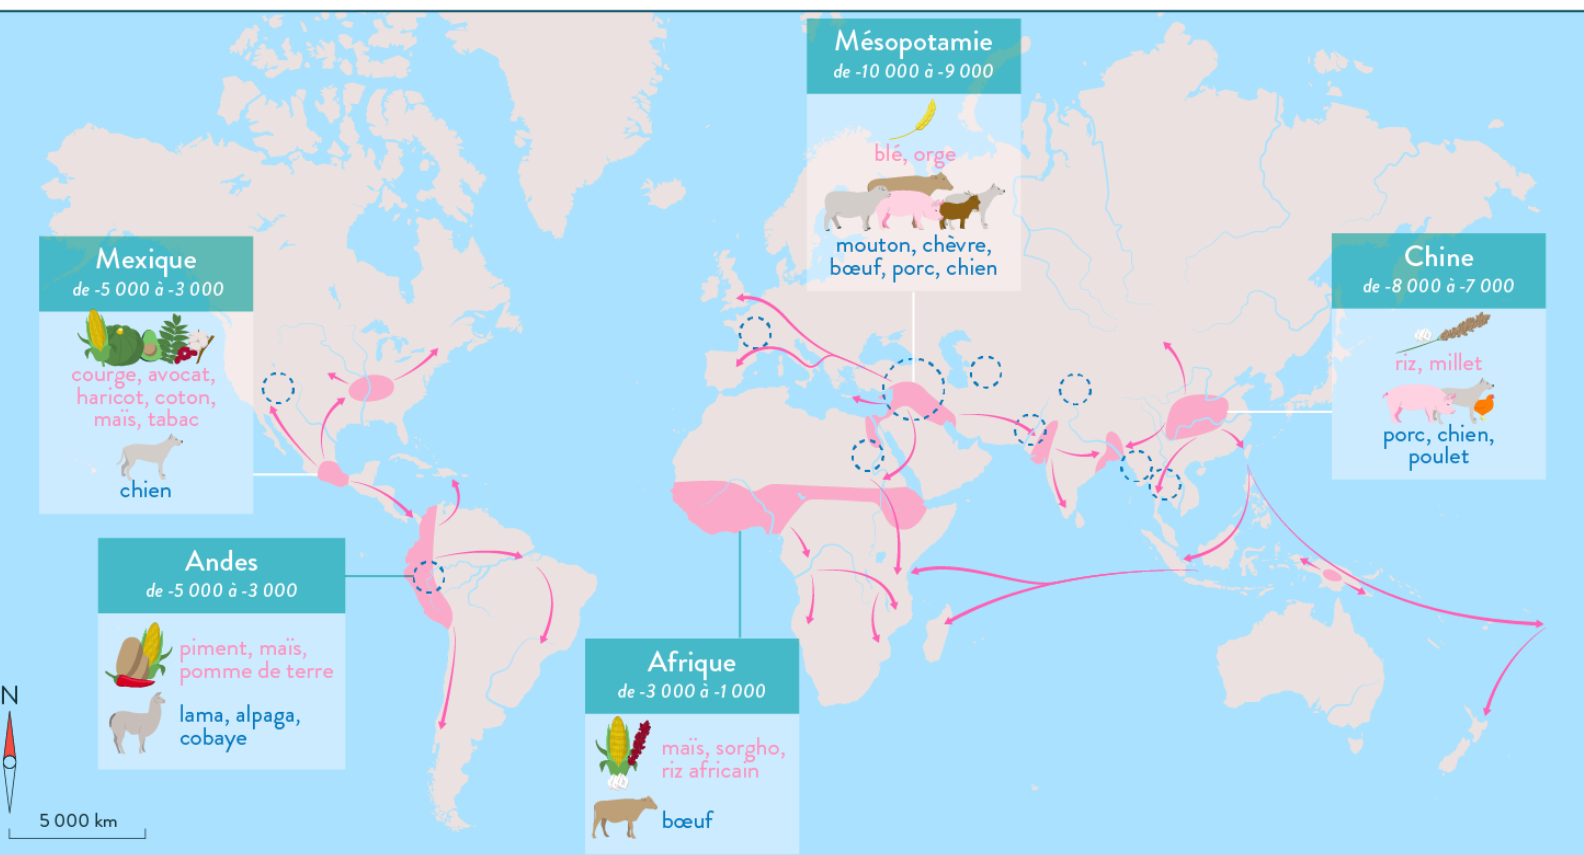 Mésopotamie
de -10 000 à -9 000
blé, orge
mouton, chèvre,
bœuf, porc, chien
Mexique
de -5 000 à -3 000
courge, avocat,
haricot, coton,
maïs, tabac
chien
Chine
de -8 000 à -7 000
riz, millet
porc, chien,
poulet
Andes
de -5 000 à -3 000
piment, maïs,
pomme de terre
lama, alpaga,
cobaye
Afrique
de -3 000 à -1 000
maïs, sorgho,
riz africain
bœuf
N
5 000 km